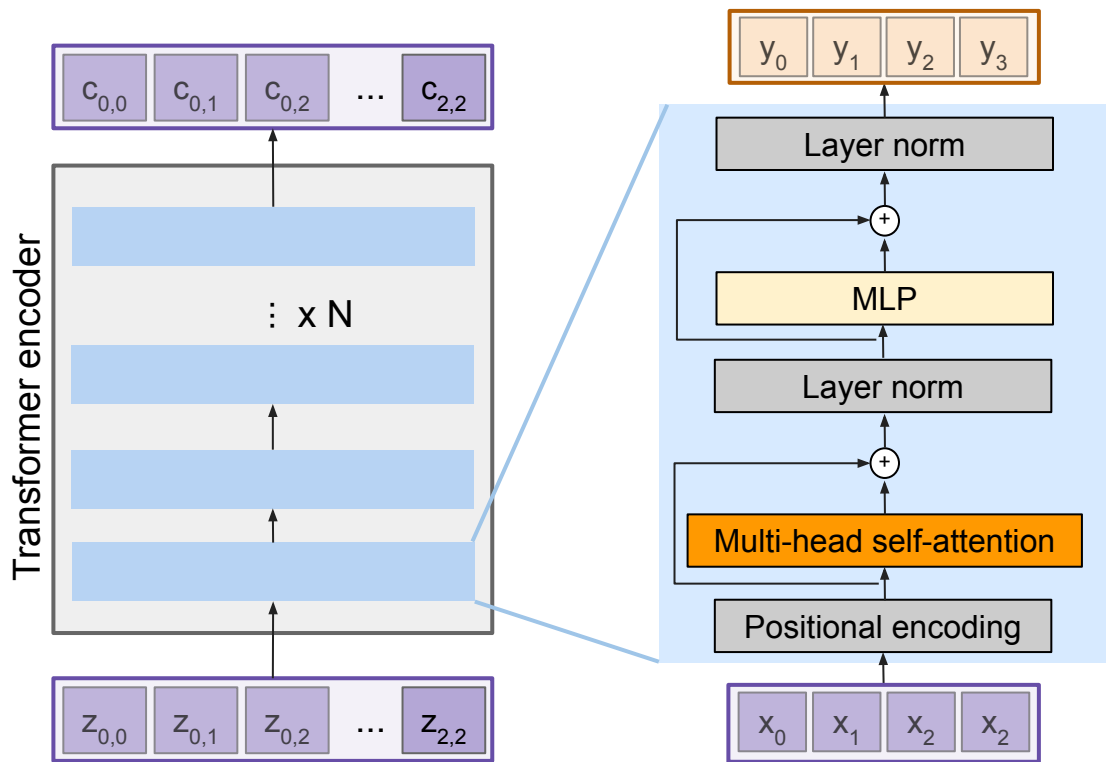 c0,0 c0,1 c0,2 ... c2,2
Transformer encoder
⋮ x N
z0,0 z0,1 z0,2 ... z2,2
y0 y1 y2 y3
Layer norm
+
MLP
Layer norm
+
Multi-head self-attention
Positional encoding
x0 x1 x2 x2